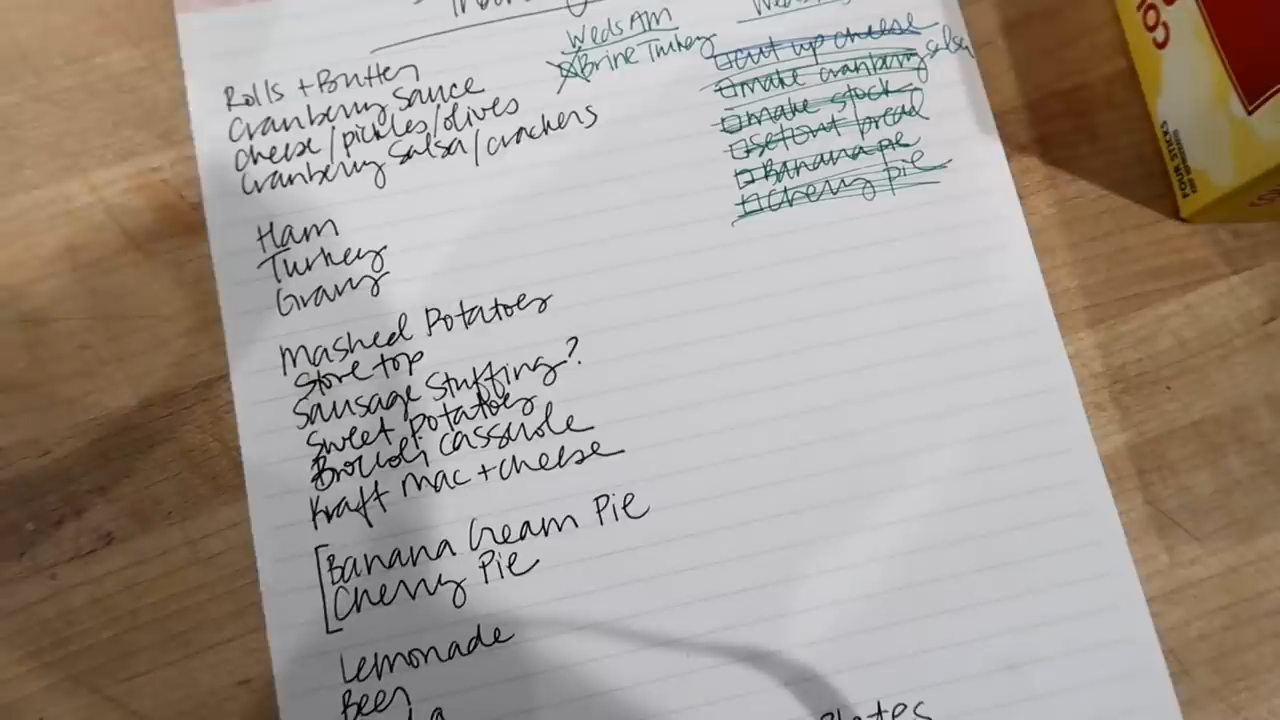 Weds Am
Brine Turkey
cut up cheese
make cranberry salsa
make stock
set out bread
Banana pie
cherry pie
Rolls + Butter
Cranberry Sauce
cheese/pickles/olives
cranberry salsa/crackers
Ham
Turkey
Gravy
Mashed Potatoes
Stove top
Sausage Stuffing?
Sweet potatoes
Broccoli casserole
Kraft mac + cheese
Banana Cream Pie
Cherry Pie
Lemonade
Beer
Plates
FOUR STICKS